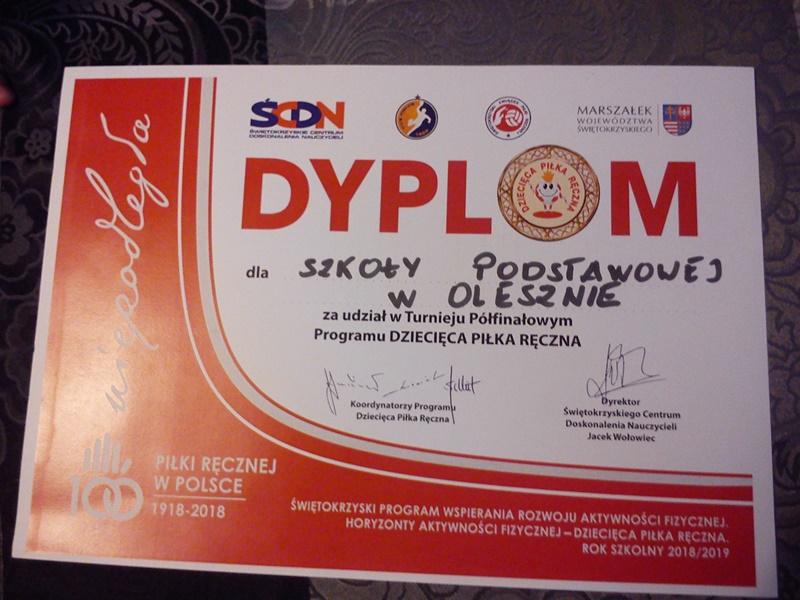 ŚCDN
ŚWIĘTOKRZYSKIE CENTRUM
DOSKONALENIA NAUCZYCIELI
MARSZAŁEK
WOJEWÓDZTWA
ŚWIĘTOKRZYSKIEGO
DYPLOM
DZIECIĘCA PIŁKA RĘCZNA
dla SZKOŁY PODSTAWOWEJ
W OLESZNIE
za udział w Turnieju Półfinałowym
Programu DZIECIĘCA PIŁKA RĘCZNA
Koordynatorzy Programu
Dziecięca Piłka Ręczna
Dyrektor
Świętokrzyskiego Centrum
Doskonalenia Nauczycieli
Jacek Wołowiec
niepodległa
100
PIŁKI RĘCZNEJ
W POLSCE
1918-2018
ŚWIĘTOKRZYSKI PROGRAM WSPIERANIA ROZWOJU AKTYWNOŚCI FIZYCZNEJ.
HORYZONTY AKTYWNOŚCI FIZYCZNEJ – DZIECIĘCA PIŁKA RĘCZNA.
ROK SZKOLNY 2018/2019